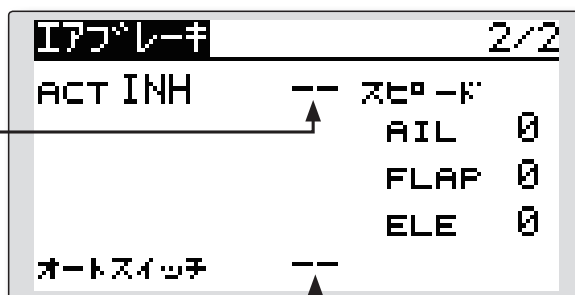 エアブレーキ 2/2
ACT INH -- スピード
AIL 0
FLAP 0
ELE 0
オートスイッチ --